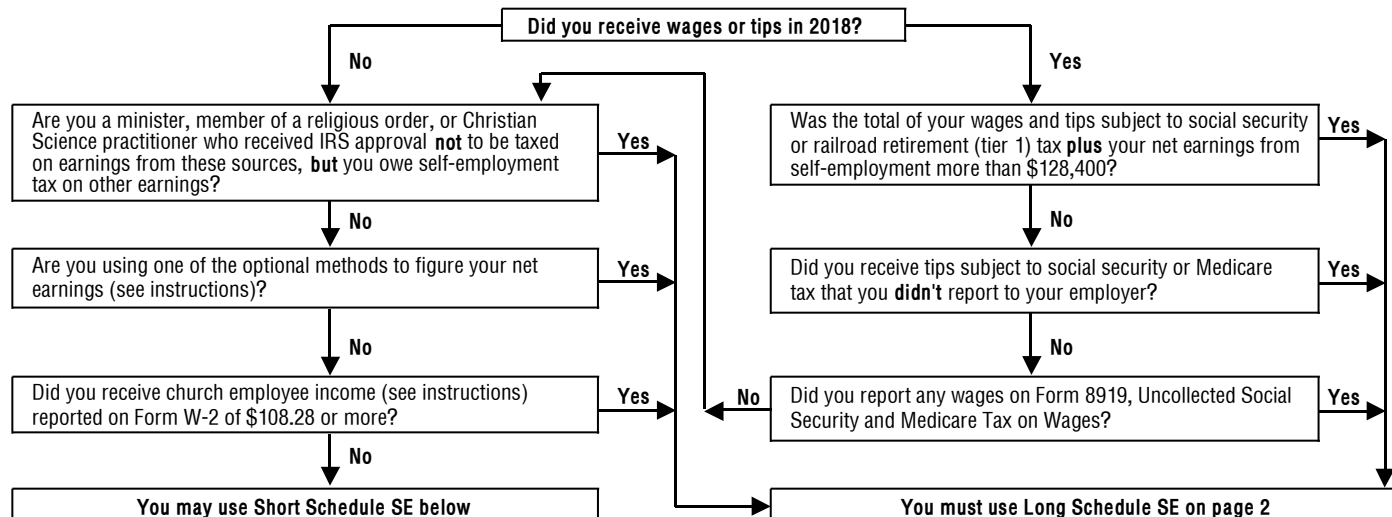 Did you receive wages or tips in 2018?
No
Yes
Are you a minister, member of a religious order, or Christian
Science practitioner who received IRS approval not to be taxed
on earnings from these sources, but you owe self-employment
tax on other earnings?
Yes
Was the total of your wages and tips subject to social security
or railroad retirement (tier 1) tax plus your net earnings from
self-employment more than $128,400?
Yes
No
No
Are you using one of the optional methods to figure your net
earnings (see instructions)?
Yes
Did you receive tips subject to social security or Medicare
tax that you didn't report to your employer?
Yes
No
No
Did you receive church employee income (see instructions)
reported on Form W-2 of $108.28 or more?
Yes
No
Did you report any wages on Form 8919, Uncollected Social
Security and Medicare Tax on Wages?
Yes
No
You may use Short Schedule SE below
You must use Long Schedule SE on page 2